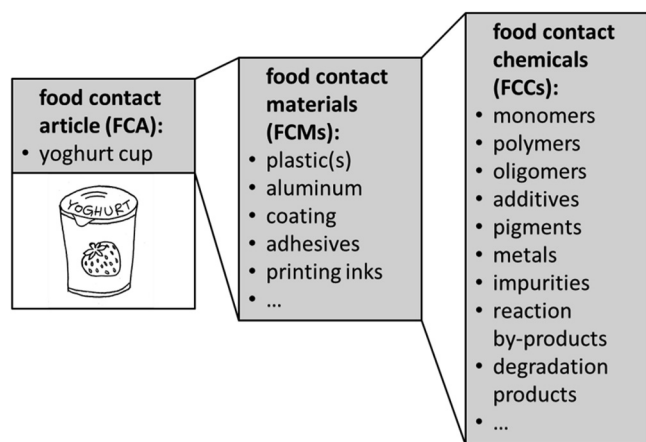 food contact
article (FCA):
• yoghurt cup
YOGHURT
food contact
materials
(FCMs):
• plastic(s)
• aluminum
• coating
• adhesives
• printing inks
• ...
food contact
chemicals
(FCCs):
• monomers
• polymers
• oligomers
• additives
• pigments
• metals
• impurities
• reaction
by-products
• degradation
products
• ...